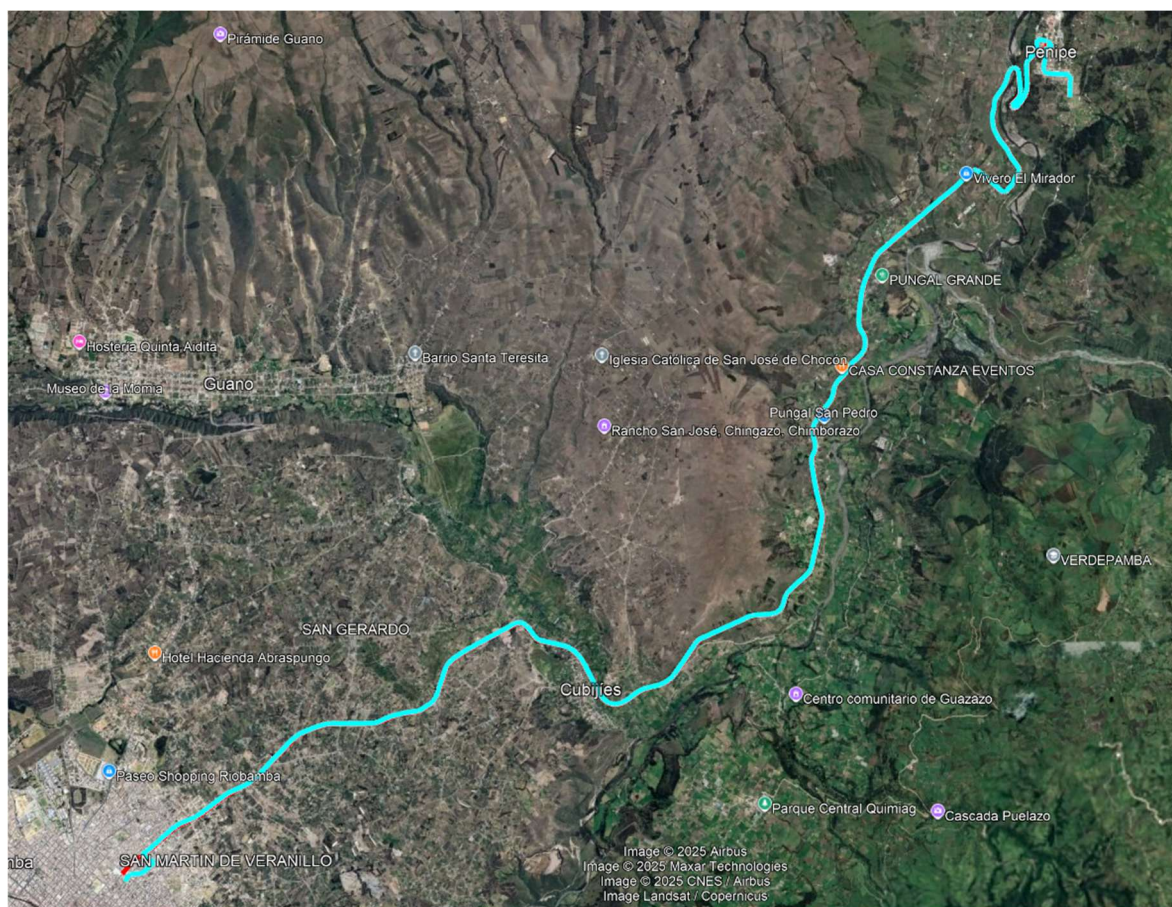 Pirámide Guano
Penipe
Vivero El Mirador
PUNGAL GRANDE
Hosteria Quinta Aidita
Barrio Santa Teresita
Iglesia Católica de San José de Chocón
CASA CONSTANZA EVENTOS
Museo de la Momia
Guano
Pungal San Pedro
Rancho San José, Chingazo, Chimborazo
VERDEPAMBA
SAN GERARDO
Hotel Hacienda Abraspungo
Cubijíes
Centro comunitario de Guazazo
Paseo Shopping Riobamba
Parque Central Quimiag
Cascada Puelazo
mba
SAN MARTIN DE VERANILLO
Image © 2025 Airbus
Image © 2025 Maxar Technologies
Image © 2025 CNES / Airbus
Image Landsat / Copernicus